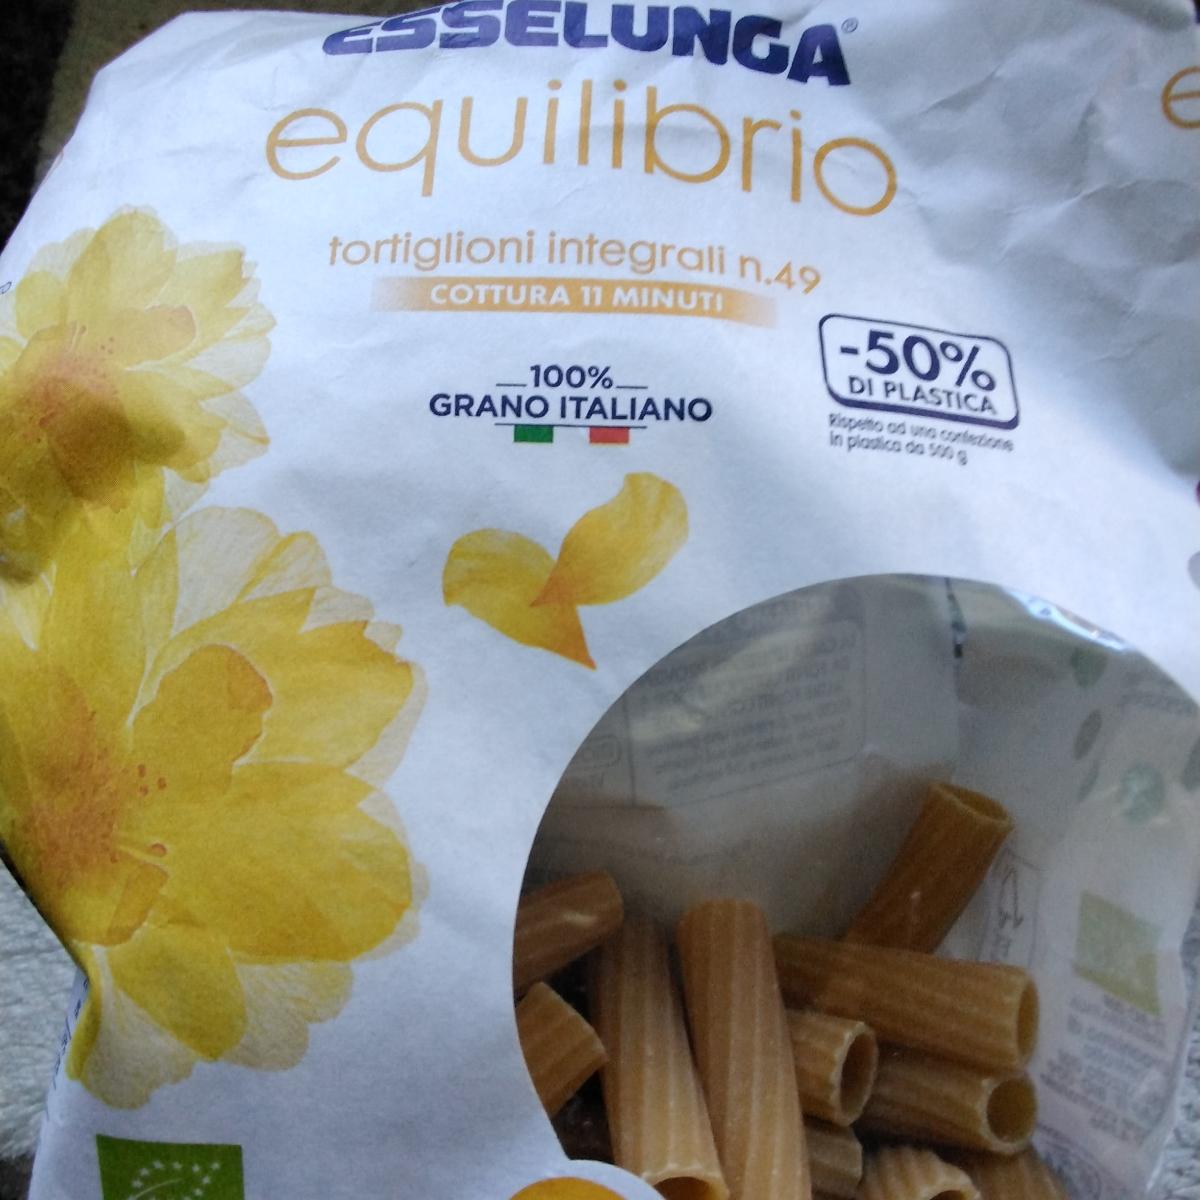 ESSELUNGA®
equilibrio
tortiglioni integrali n.49
COTTURA 11 MINUTI
100%
GRANO ITALIANO
-50%
DI PLASTICA
Rispetto ad una confezione
in plastica da 500 g